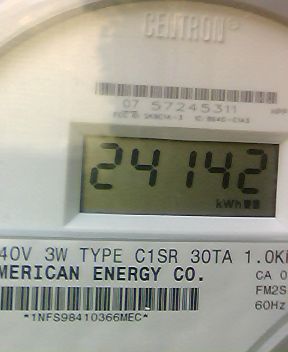 CENTRON
07 57245311
24142
kWh
40V 3W TYPE C1SR 30TA 1.0K
MERICAN ENERGY CO.
CA 0
FM2S
60Hz
*1NFS98410366MEC*